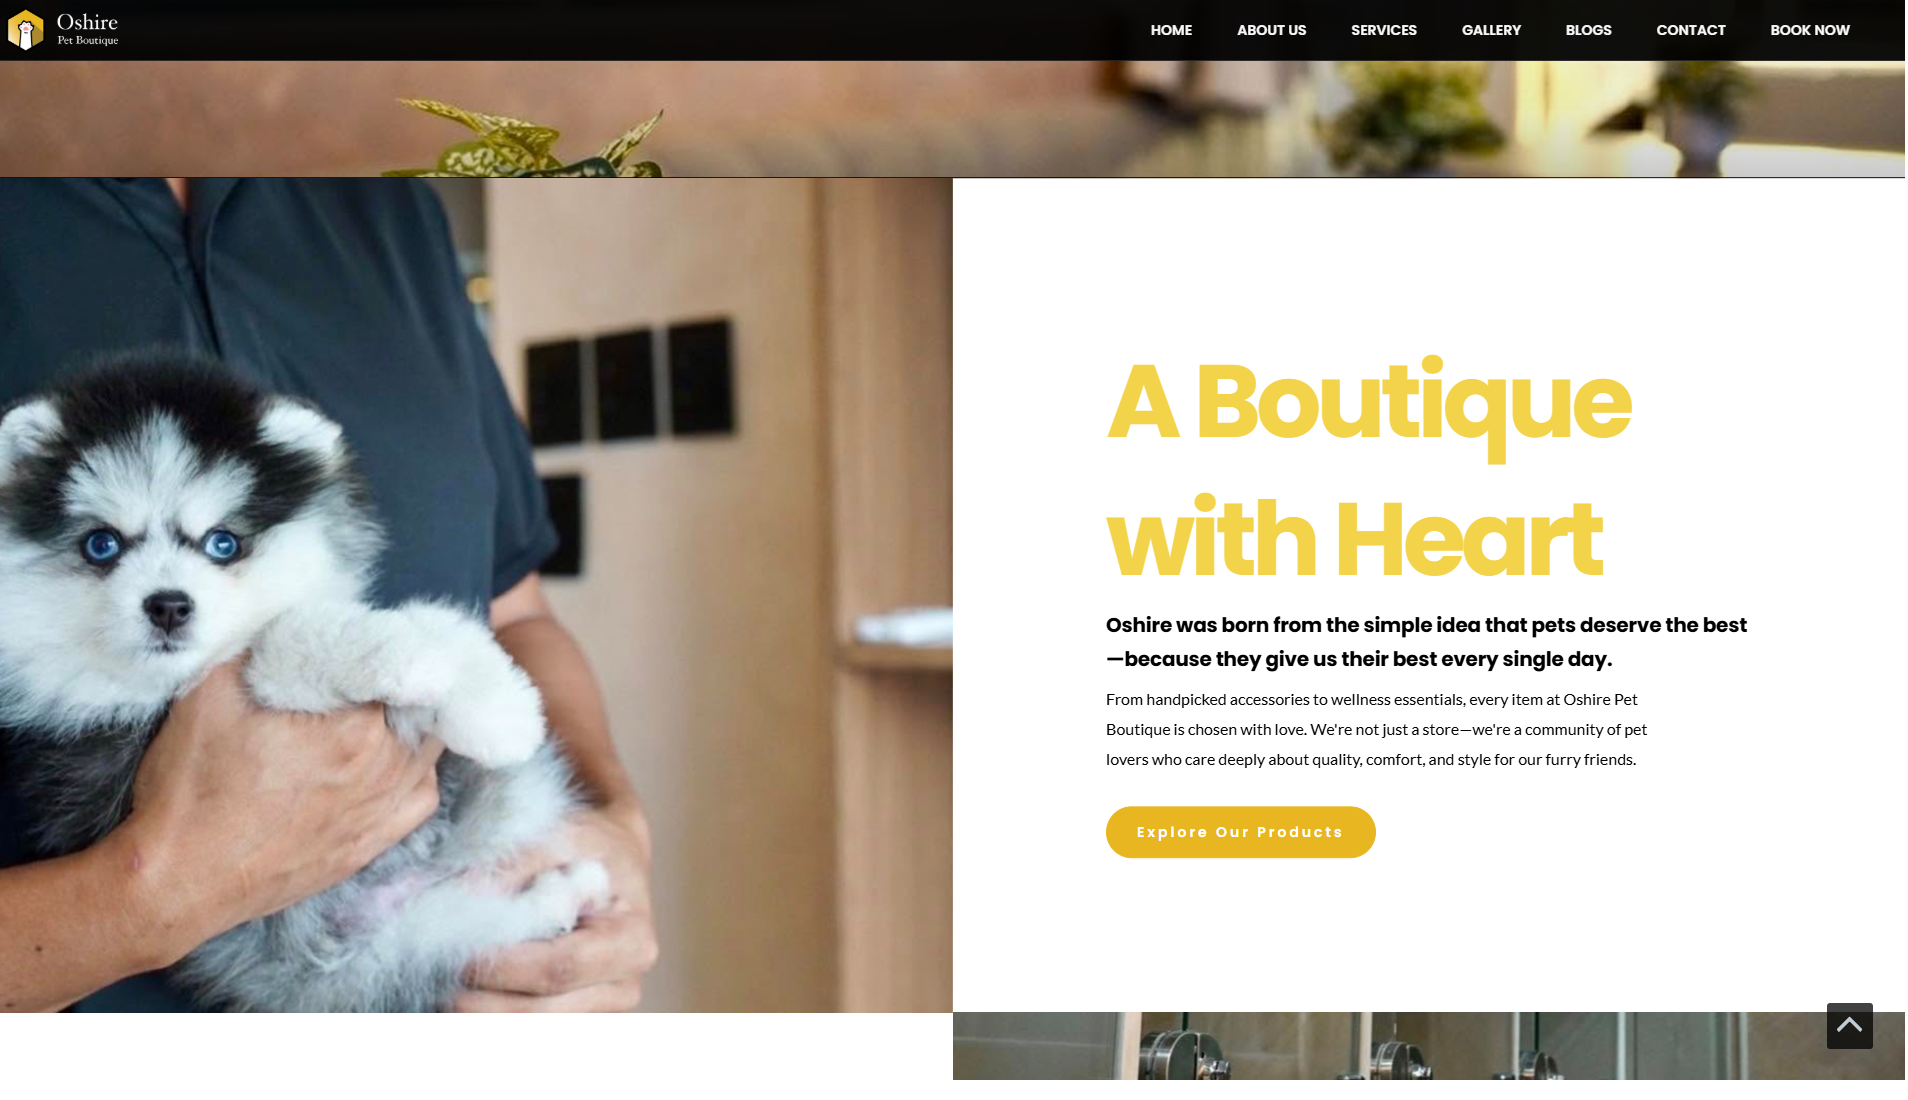 Oshire
Pet Boutique
HOME ABOUT US SERVICES GALLERY BLOGS CONTACT BOOK NOW
A Boutique
with Heart
Oshire was born from the simple idea that pets deserve the best
—because they give us their best every single day.
From handpicked accessories to wellness essentials, every item at Oshire Pet
Boutique is chosen with love. We're not just a store—we're a community of pet
lovers who care deeply about quality, comfort, and style for our furry friends.
Explore Our Products